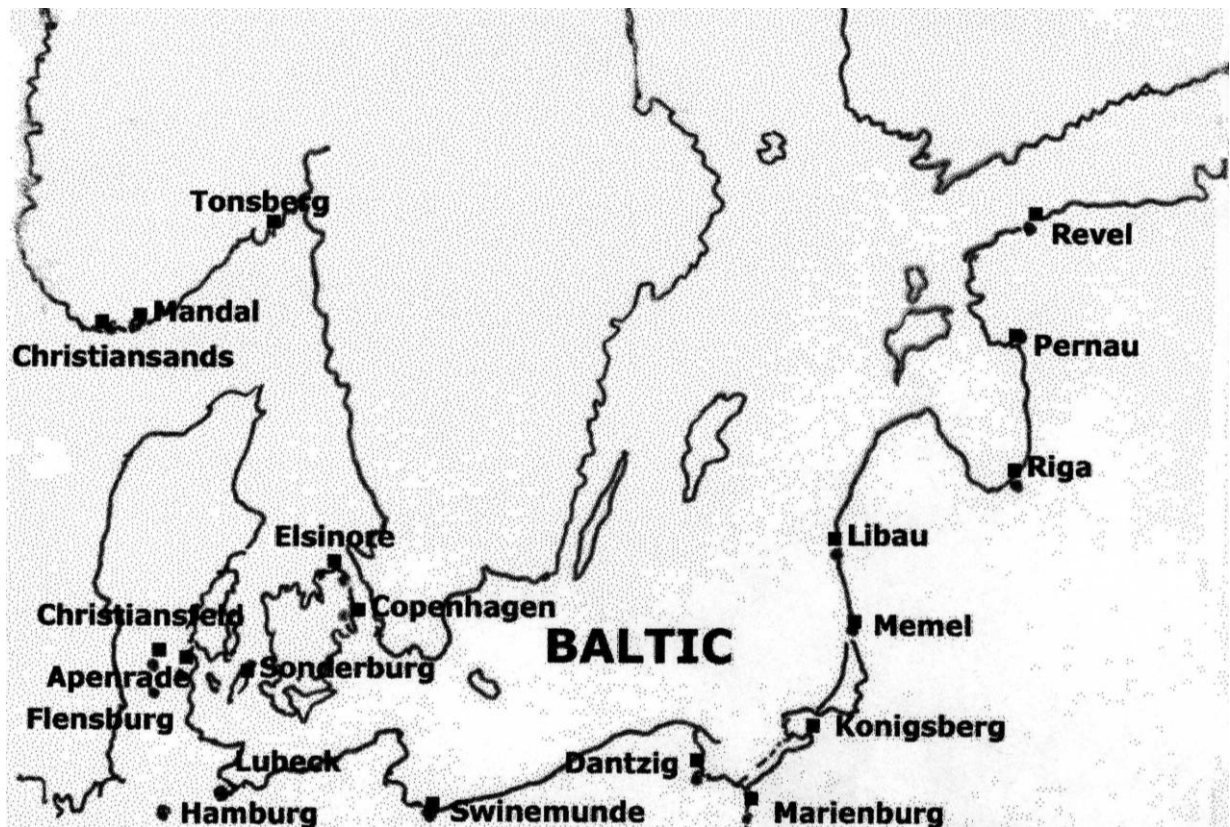 Tonsberg
Revel
Mandal
Christiansands
Pernau
Riga
Elsinore
Libau
Christiansfeld
Copenhagen
Memel
BALTIC
Apenrade
Sonderburg
Flensburg
Konigsberg
Lubeck
Dantzig
Hamburg
Swinemunde
Marienburg